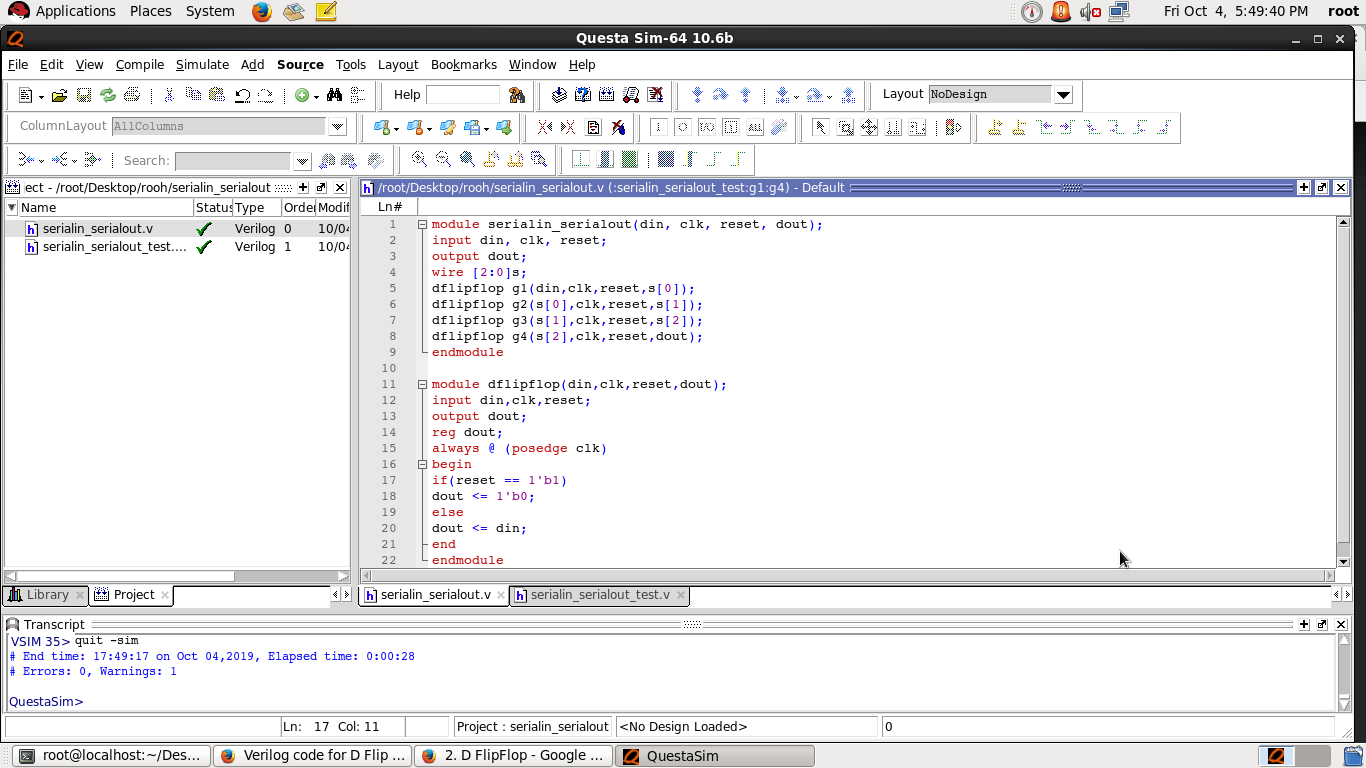 Applications Places System Fri Oct 4, 5:49:40 PM root
Questa Sim-64 10.6b
File Edit View Compile Simulate Add Source Tools Layout Bookmarks Window Help
Help Layout NoDesign
ColumnLayout AllColumns
Search:
ect - /root/Desktop/rooh/serialin_serialout
Name Status Type Order Modif
serialin_serialout.v Verilog 0 10/04
serialin_serialout_test.... Verilog 1 10/04
Library Project
/root/Desktop/rooh/serialin_serialout.v (:serialin_serialout_test:g1:g4) - Default
Ln#
1 module serialin_serialout(din, clk, reset, dout);
2 input din, clk, reset;
3 output dout;
4 wire [2:0]s;
5 dflipflop g1(din,clk,reset,s[0]);
6 dflipflop g2(s[0],clk,reset,s[1]);
7 dflipflop g3(s[1],clk,reset,s[2]);
8 dflipflop g4(s[2],clk,reset,dout);
9 endmodule
10
11 module dflipflop(din,clk,reset,dout);
12 input din,clk,reset;
13 output dout;
14 reg dout;
15 always @ (posedge clk)
16 begin
17 if(reset == 1'b1)
18 dout <= 1'b0;
19 else
20 dout <= din;
21 end
22 endmodule
serialin_serialout.v serialin_serialout_test.v
Transcript
VSIM 35> quit -sim
# End time: 17:49:17 on Oct 04,2019, Elapsed time: 0:00:28
# Errors: 0, Warnings: 1
QuestaSim>
Ln: 17 Col: 11 Project : serialin_serialout <No Design Loaded> 0
root@localhost:~/Des... Verilog code for D Flip ... 2. D FlipFlop - Google ... QuestaSim